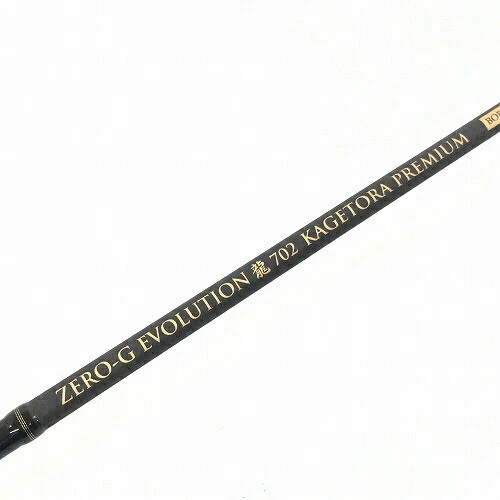 ZERO-G EVOLUTION 龍 702 KAGETORA PREMIUM